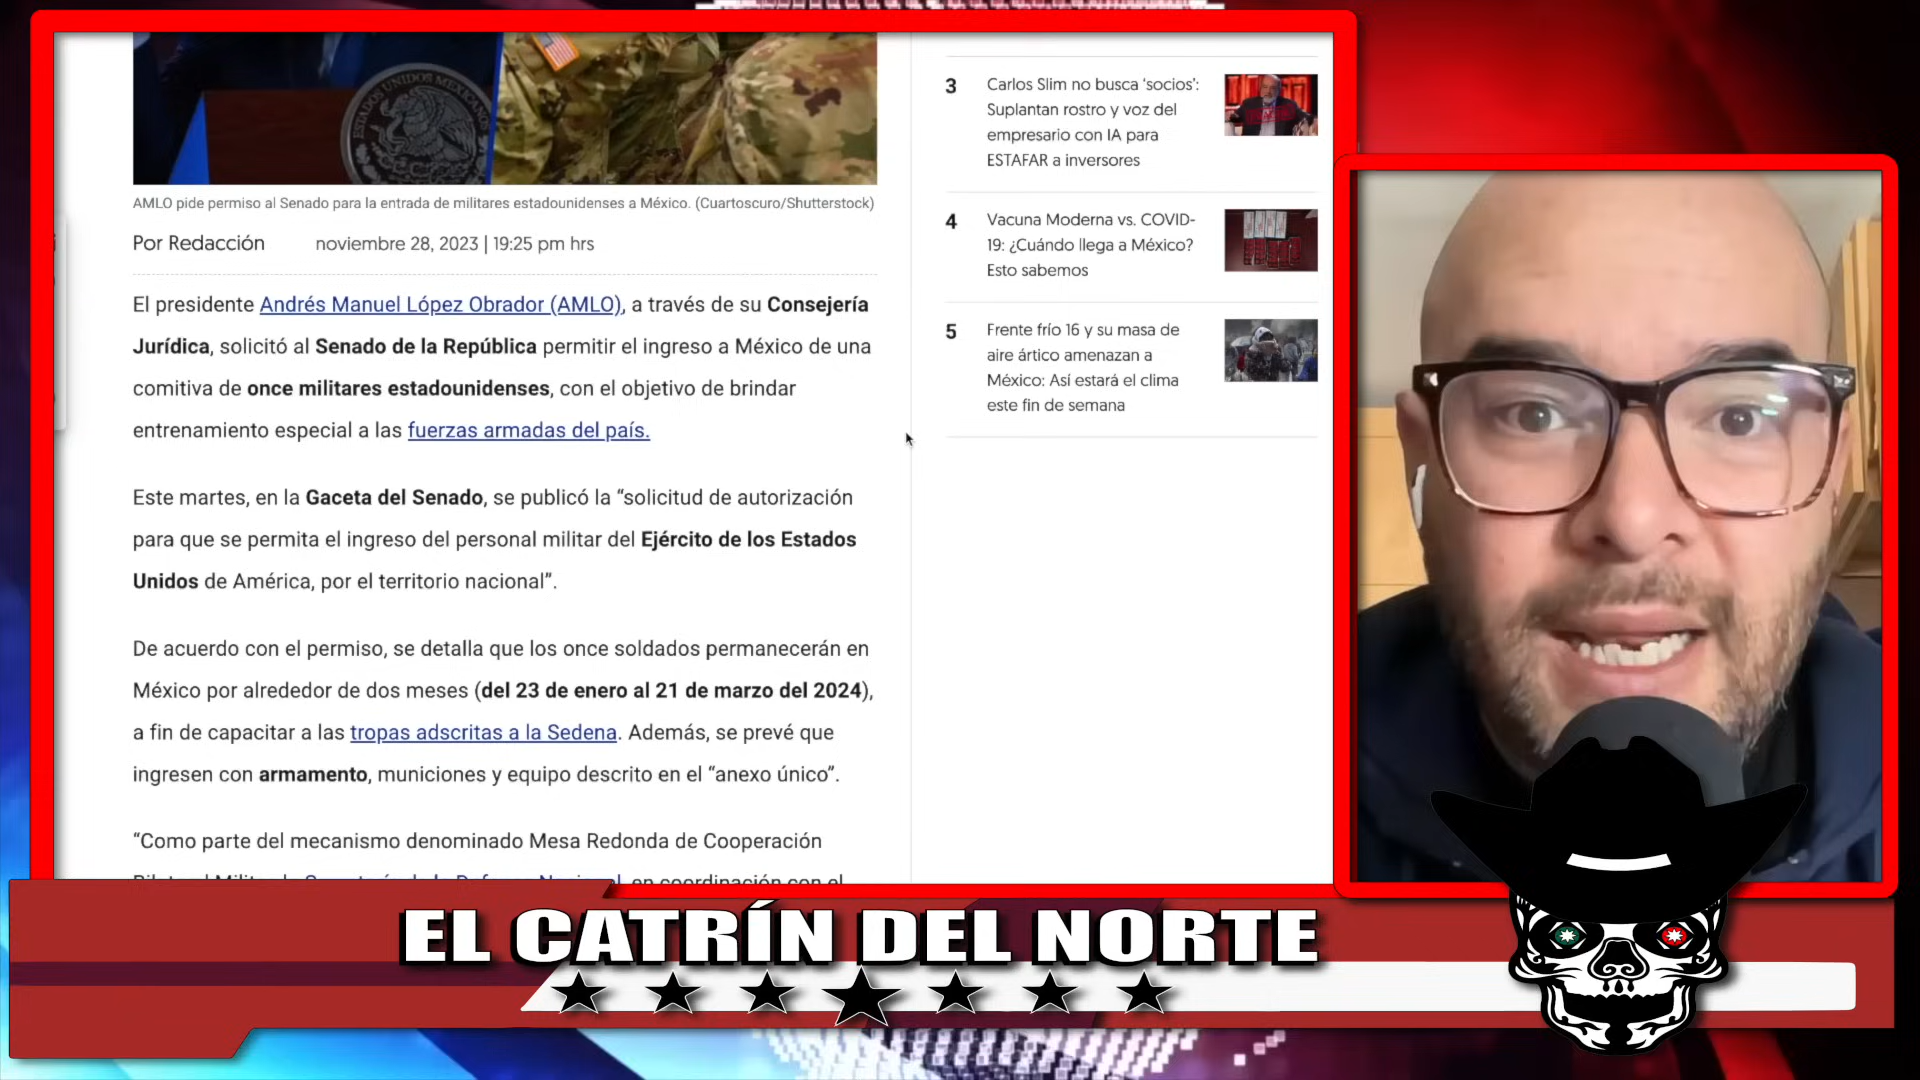 ESTADOS UNIDOS MEXICANOS
AMLO pide permiso al Senado para la entrada de militares estadounidenses a México. (Cuartoscuro/Shutterstock)
Por Redacción noviembre 28, 2023 | 19:25 pm hrs
El presidente Andrés Manuel López Obrador (AMLO), a través de su Consejería
Jurídica, solicitó al Senado de la República permitir el ingreso a México de una
comitiva de once militares estadounidenses, con el objetivo de brindar
entrenamiento especial a las fuerzas armadas del país.
Este martes, en la Gaceta del Senado, se publicó la “solicitud de autorización
para que se permita el ingreso del personal militar del Ejército de los Estados
Unidos de América, por el territorio nacional”.
De acuerdo con el permiso, se detalla que los once soldados permanecerán en
México por alrededor de dos meses (del 23 de enero al 21 de marzo del 2024),
a fin de capacitar a las tropas adscritas a la Sedena. Además, se prevé que
ingresen con armamento, municiones y equipo descrito en el “anexo único”.
“Como parte del mecanismo denominado Mesa Redonda de Cooperación
3 Carlos Slim no busca ‘socios’:
Suplantan rostro y voz del
empresario con IA para
ESTAFAR a inversores
4 Vacuna Moderna vs. COVID-
19: ¿Cuándo llega a México?
Esto sabemos
5 Frente frío 16 y su masa de
aire ártico amenazan a
México: Así estará el clima
este fin de semana
EL CATRÍN DEL NORTE